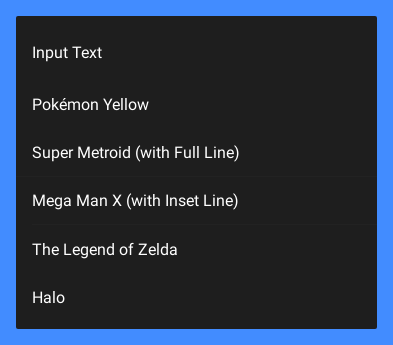 Input Text
Pokémon Yellow
Super Metroid (with Full Line)
Mega Man X (with Inset Line)
The Legend of Zelda
Halo